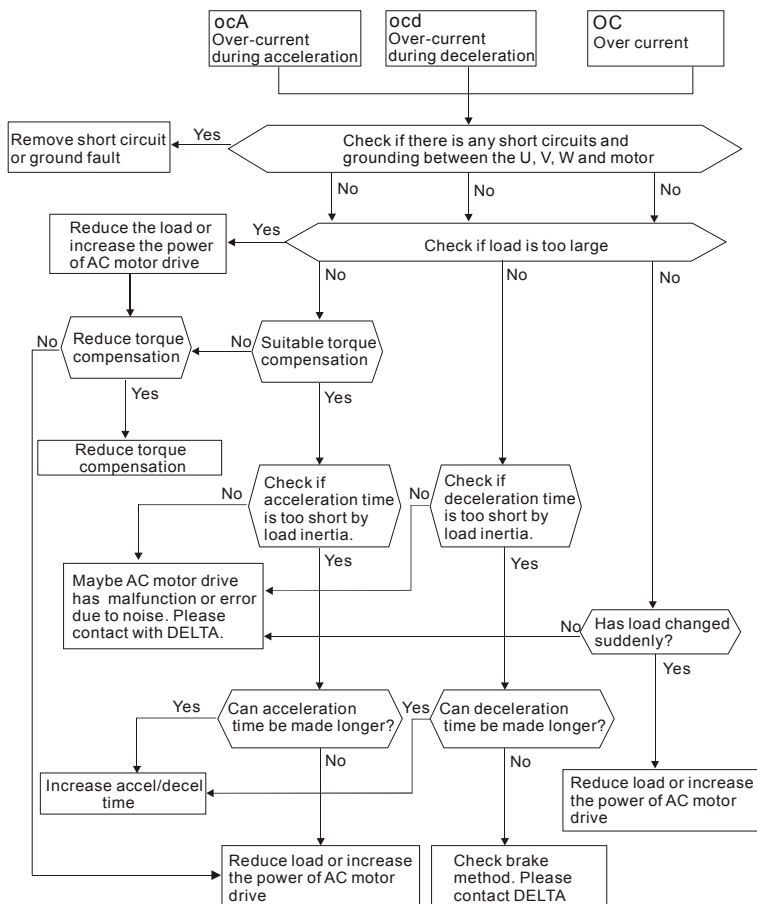 ocA
Over-current
during acceleration
ocd
Over-current
during deceleration
OC
Over current
Remove short circuit
or ground fault
Yes
Check if there is any short circuits and
grounding between the U, V, W and motor
No
No
No
Reduce the load or
increase the power
of AC motor drive
Yes
Check if load is too large
No
No
No
No
Reduce torque
compensation
No
Suitable torque
compensation
Yes
Yes
Reduce torque
compensation
No
Check if
acceleration time
is too short by
load inertia.
No
Check if
deceleration time
is too short by
load inertia.
Yes
Yes
Maybe AC motor drive
has malfunction or error
due to noise. Please
contact with DELTA.
No
Has load changed
suddenly?
Yes
Yes
Can acceleration
time be made longer?
Yes
Can deceleration
time be made longer?
No
No
Increase accel/decel
time
Reduce load or increase
the power of AC motor
drive
Reduce load or increase
the power of AC motor
drive
Check brake
method. Please
contact DELTA